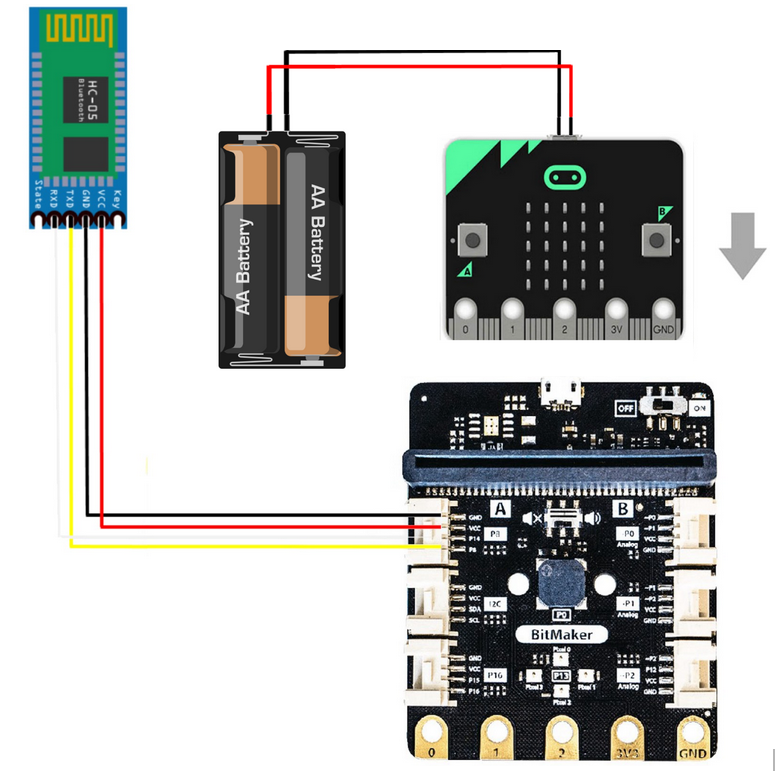 HC-05
Bluetooth
State
RXD
TXD
GND
VCC
Key
AA Battery
AA Battery
A
B
0
1
2
3V
GND
OFF
ON
A
B
GND
VCC
P14
P8
P8
-P0
-P1
VCC
GND
-P0
Analog
GND
VCC
SDA
SCL
I2C
-P1
-P2
VCC
GND
-P1
Analog
P0
BitMaker
Pixel 0
GND
VCC
P15
P16
P16
Pixel 3
P13
Pixel 1
Pixel 2
-P2
P12
VCC
GND
-P2
Analog
0
1
2
3V3
GND